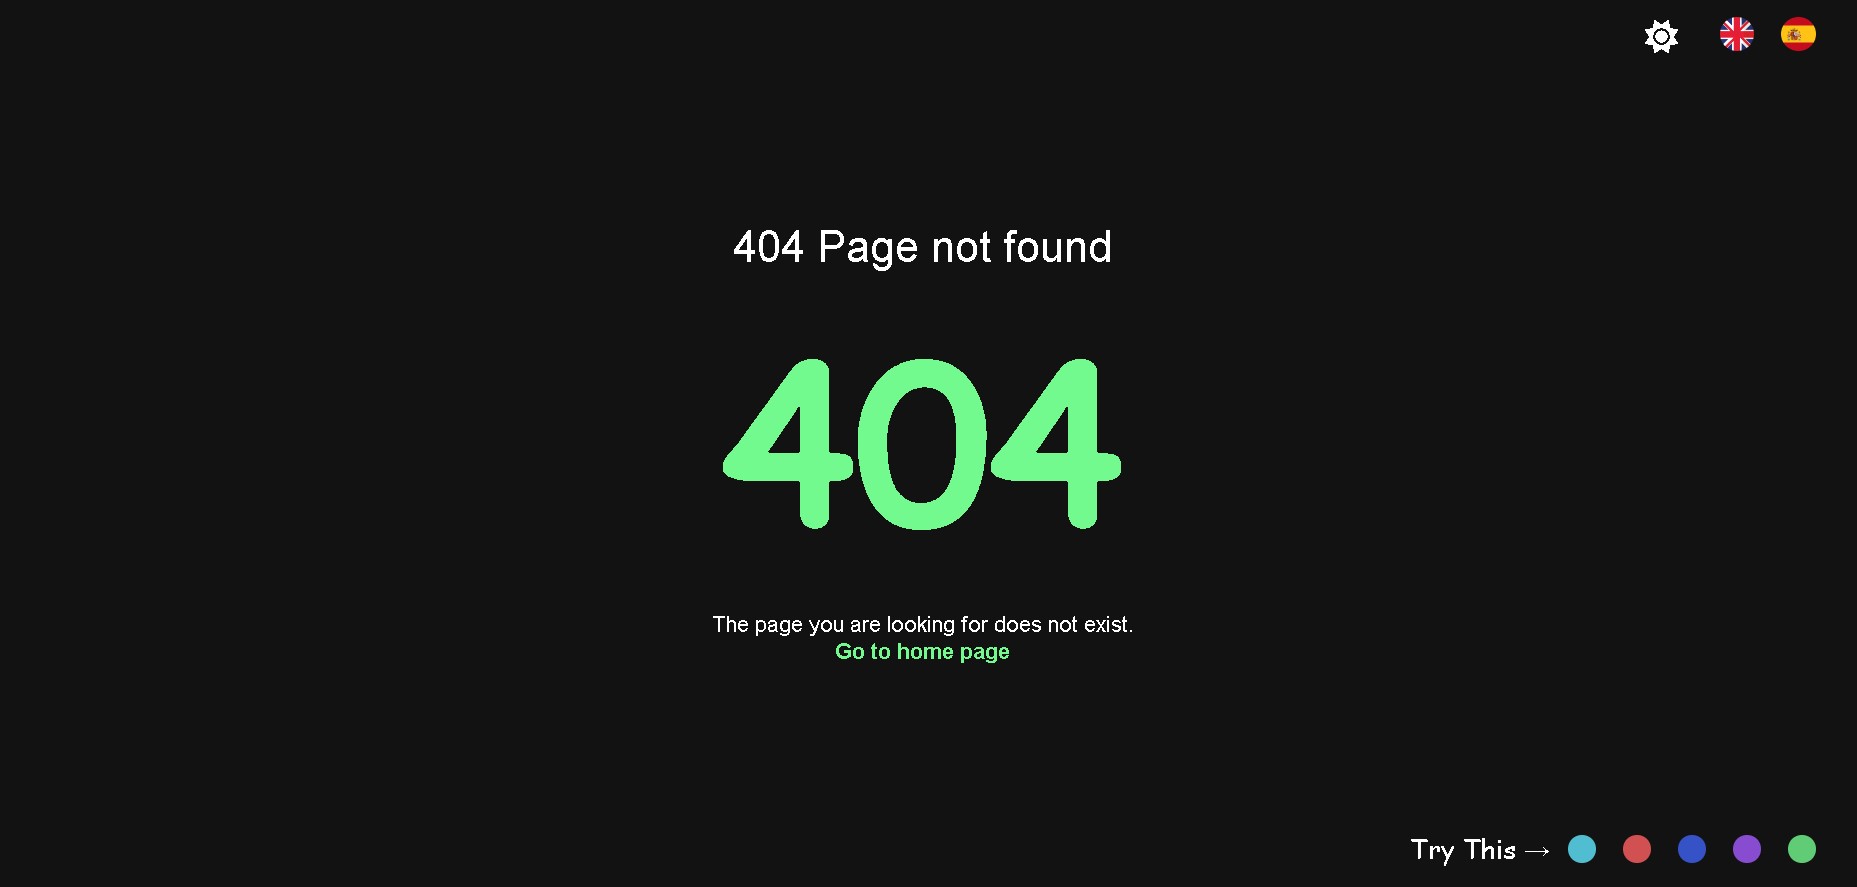 404 Page not found
404
The page you are looking for does not exist.
Go to home page
Try This →